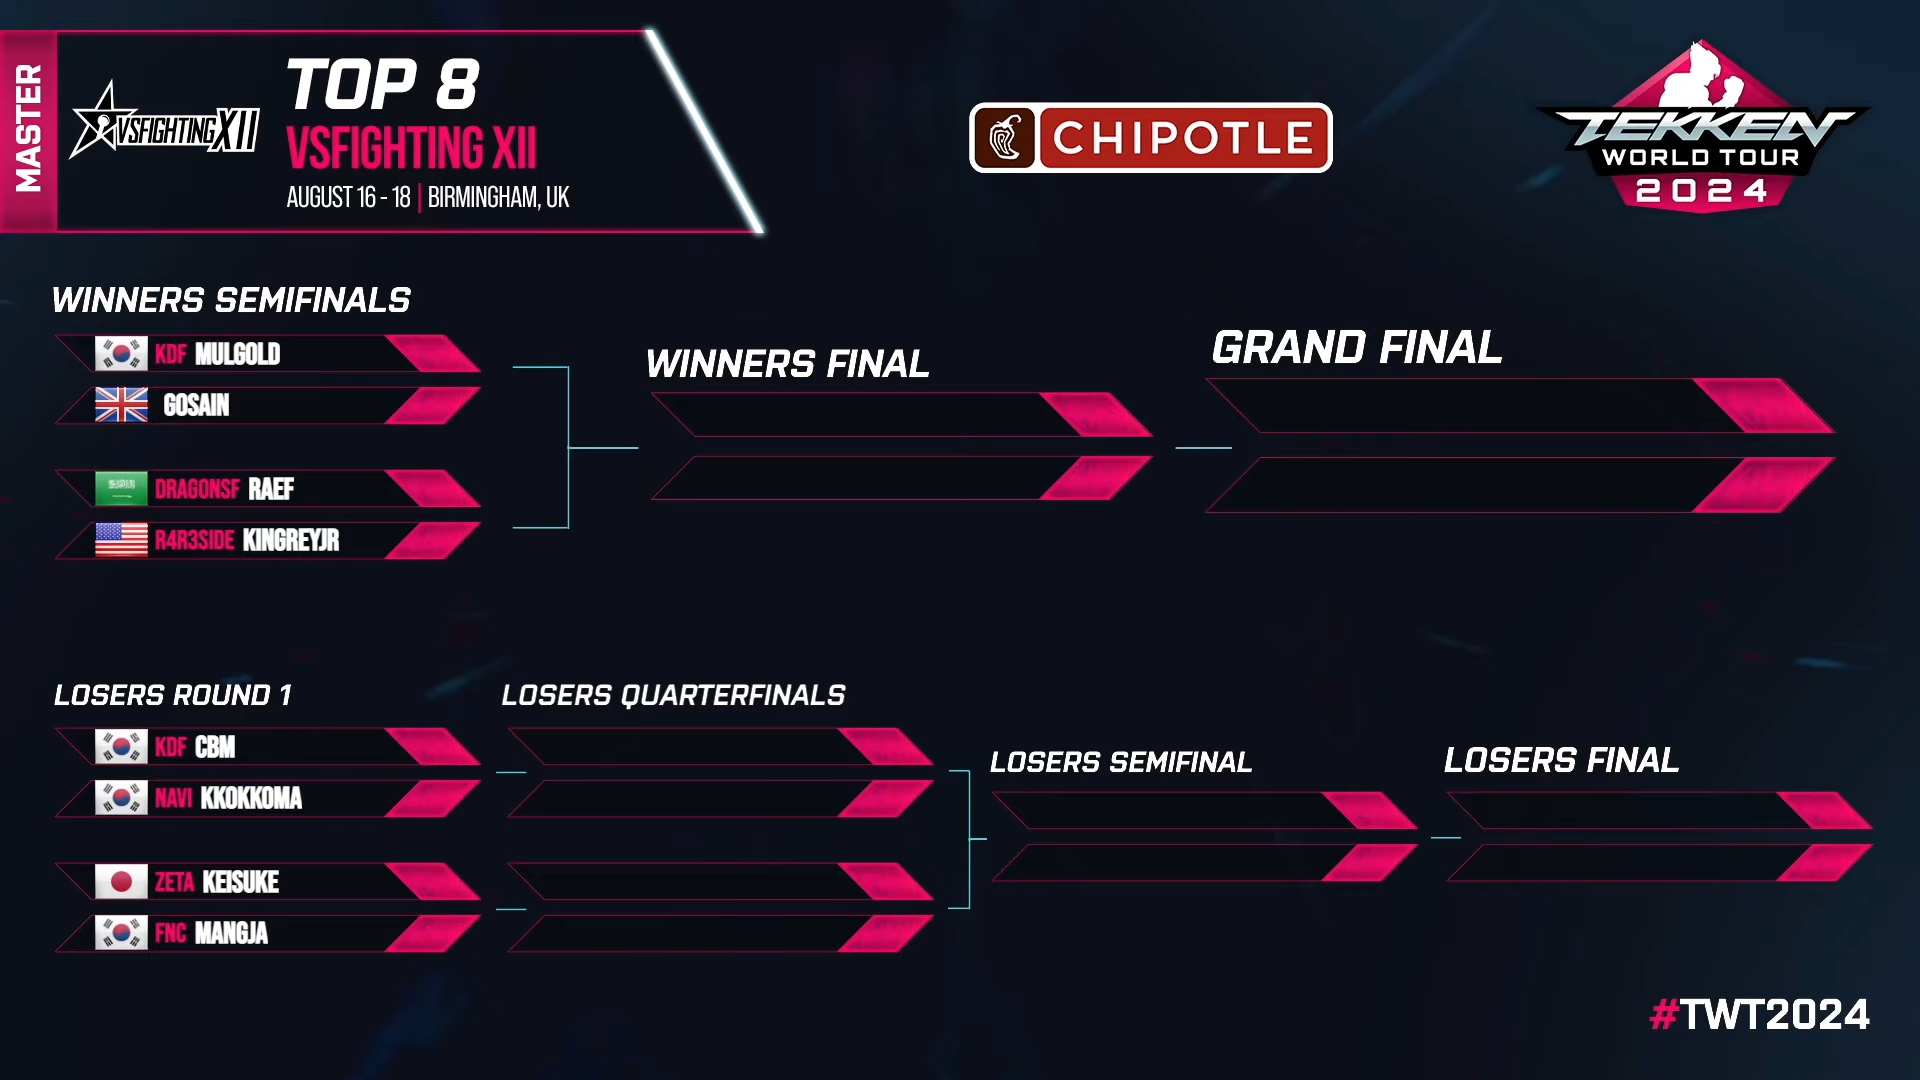 MASTER
VSFIGHTING XII
TOP 8
VSFIGHTING XII
AUGUST 16 - 18 | BIRMINGHAM, UK
CHIPOTLE
TEKKEN
WORLD TOUR
2024
WINNERS SEMIFINALS
KDF MULGOLD
GOSAIN
DRAGONSF RAEF
R4R3SIDE KINGREYJR
WINNERS FINAL
GRAND FINAL
LOSERS ROUND 1
KDF CBM
NAVI KKOKKOMA
ZETA KEISUKE
FNC MANGJA
LOSERS QUARTERFINALS
LOSERS SEMIFINAL
LOSERS FINAL
#TWT2024